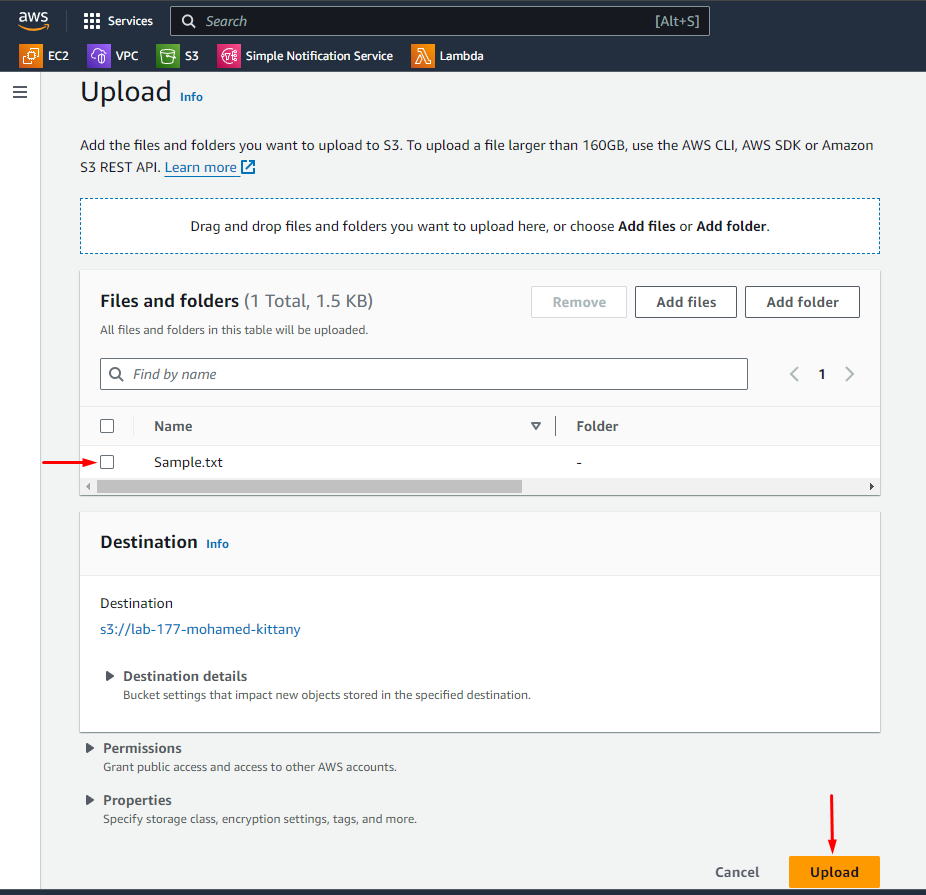 aws
Services
Search
[Alt+S]
EC2
VPC
S3
Simple Notification Service
Lambda
Upload Info
Add the files and folders you want to upload to S3. To upload a file larger than 160GB, use the AWS CLI, AWS SDK or Amazon
S3 REST API. Learn more
Drag and drop files and folders you want to upload here, or choose Add files or Add folder.
Files and folders (1 Total, 1.5 KB)
Remove
Add files
Add folder
All files and folders in this table will be uploaded.
Find by name
1
Name
Folder
Sample.txt
-
Destination Info
Destination
s3://lab-177-mohamed-kittany
Destination details
Bucket settings that impact new objects stored in the specified destination.
Permissions
Grant public access and access to other AWS accounts.
Properties
Specify storage class, encryption settings, tags, and more.
Cancel
Upload